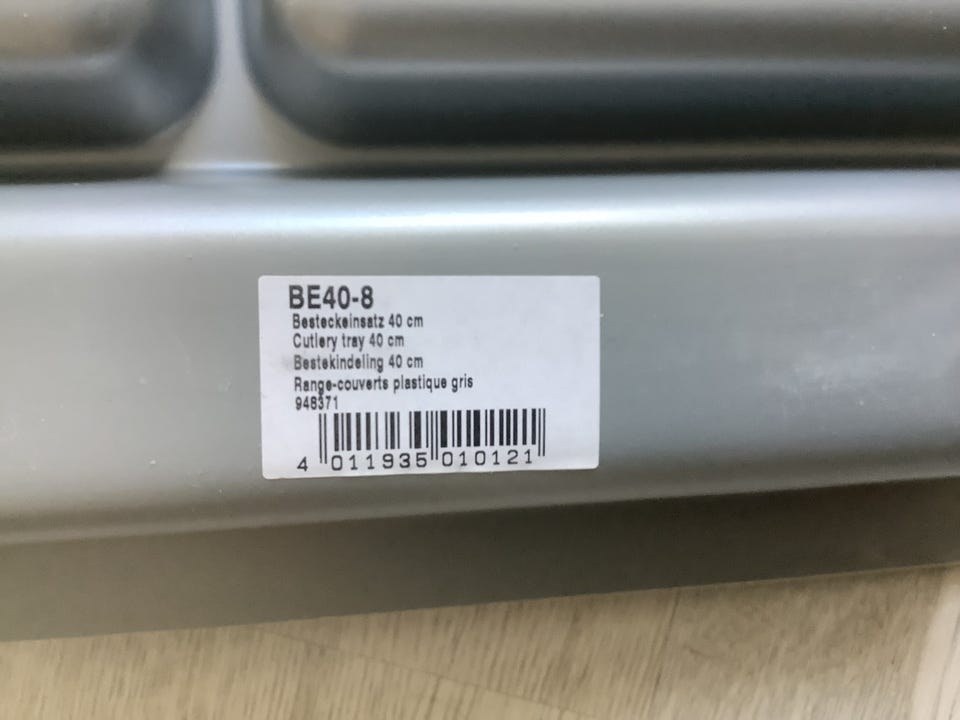 BE40-8
Besteckeinsatz 40 cm
Cutlery tray 40 cm
Bestekindeling 40 cm
Range-couverts plastique gris
948371
4 011935 010121